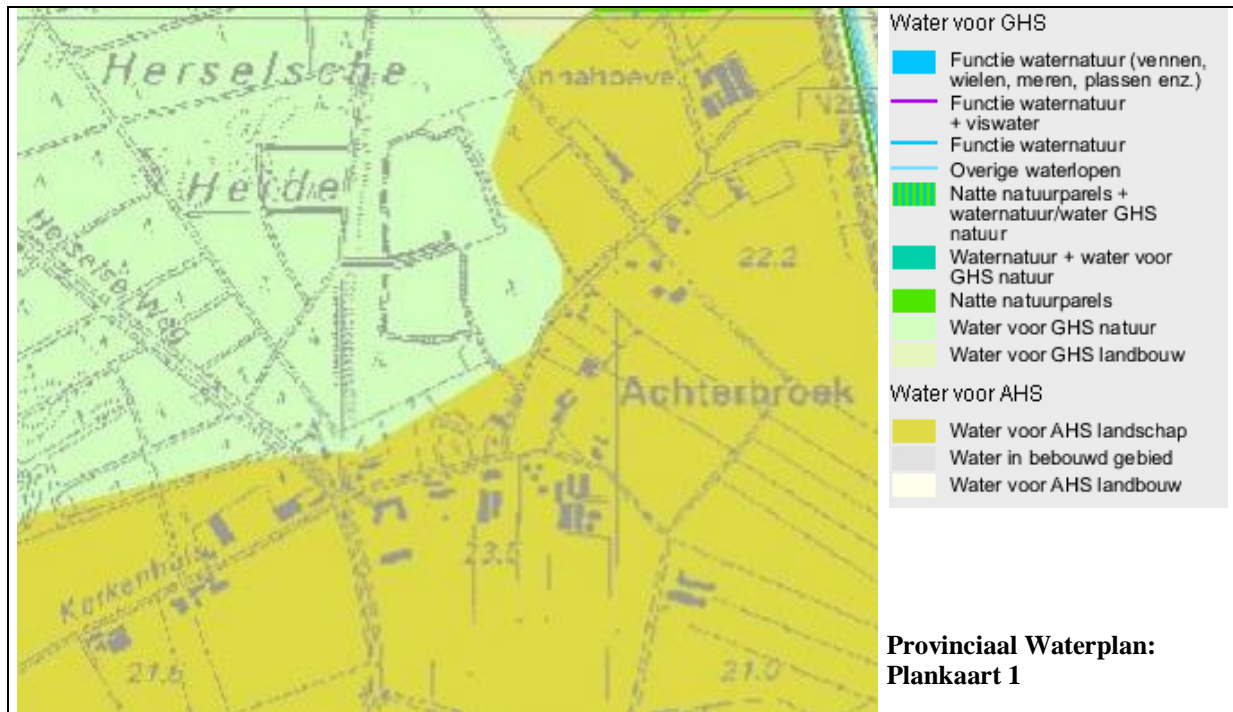 Herselsche
Heide
Herselse Weg
Annahoeve
22.2
Achterbroek
23.5
Kerkenhuis
21.6
21.0
Water voor GHS
Functie waternatuur (vennen,
wielen, meren, plassen enz.)
Functie waternatuur
+ viswater
Functie waternatuur
Overige waterlopen
Natte natuurparels +
waternatuur/water GHS
natuur
Waternatuur + water voor
GHS natuur
Natte natuurparels
Water voor GHS natuur
Water voor GHS landbouw
Water voor AHS
Water voor AHS landschap
Water in bebouwd gebied
Water voor AHS landbouw
Provinciaal Waterplan:
Plankaart 1